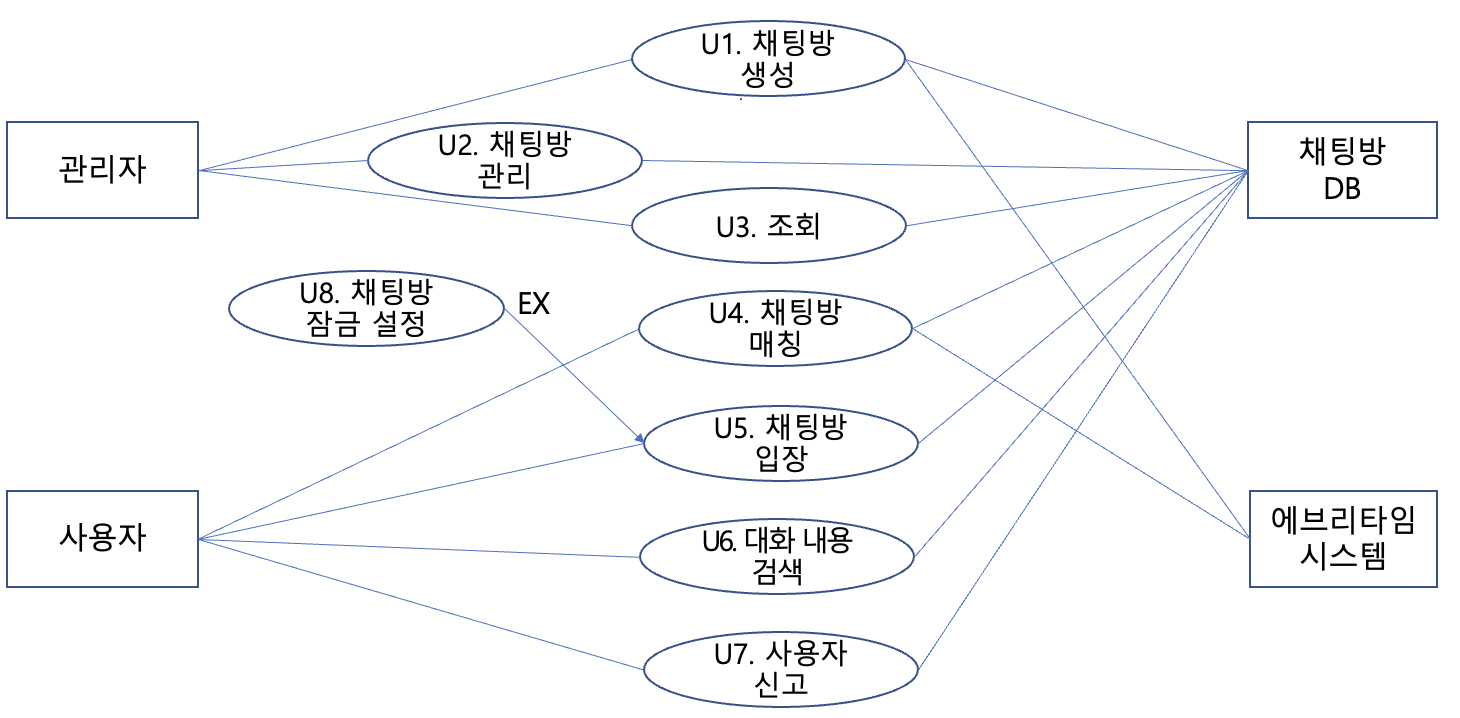 U1. 채팅방
생성
관리자
U2. 채팅방
관리
채팅방
DB
U3. 조회
U8. 채팅방
잠금 설정
EX
U4. 채팅방
매칭
U5. 채팅방
입장
사용자
U6. 대화 내용
검색
에브리타임
시스템
U7. 사용자
신고